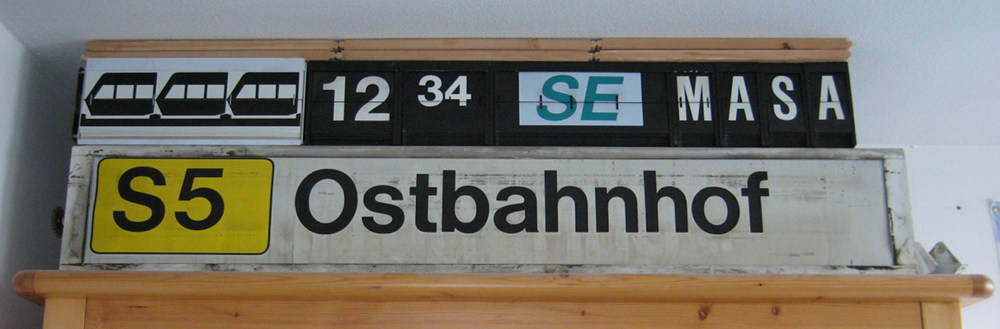 12 34 SE MASA
S5 Ostbahnhof